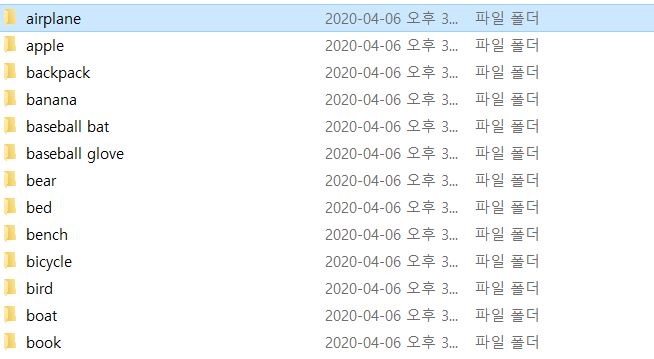 airplane 2020-04-06 오후 3... 파일 폴더
apple 2020-04-06 오후 3... 파일 폴더
backpack 2020-04-06 오후 3... 파일 폴더
banana 2020-04-06 오후 3... 파일 폴더
baseball bat 2020-04-06 오후 3... 파일 폴더
baseball glove 2020-04-06 오후 3... 파일 폴더
bear 2020-04-06 오후 3... 파일 폴더
bed 2020-04-06 오후 3... 파일 폴더
bench 2020-04-06 오후 3... 파일 폴더
bicycle 2020-04-06 오후 3... 파일 폴더
bird 2020-04-06 오후 3... 파일 폴더
boat 2020-04-06 오후 3... 파일 폴더
book 2020-04-06 오후 3... 파일 폴더